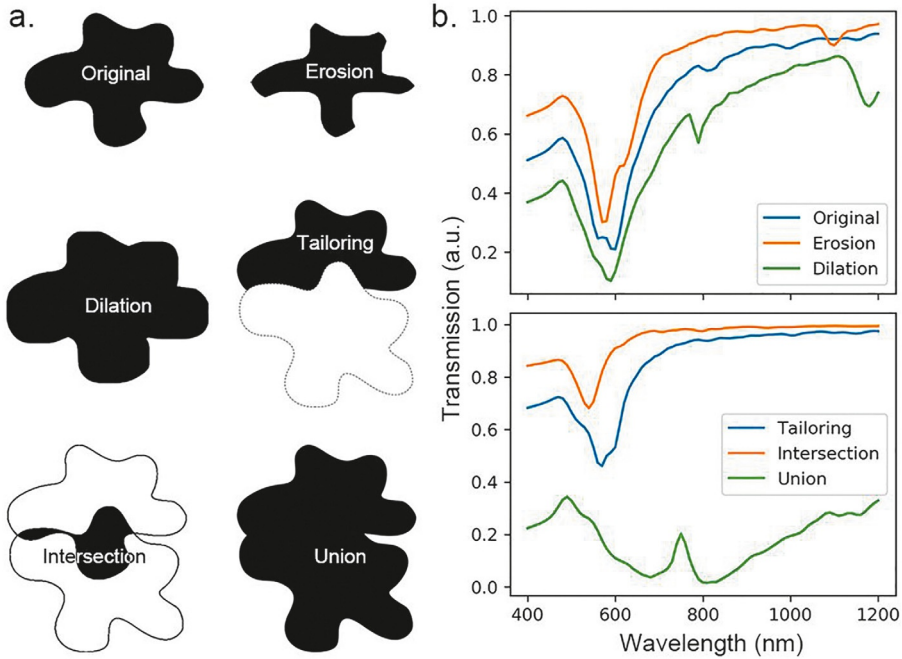 a.
Original
Erosion
Dilation
Tailoring
Intersection
Union
b.
Transmission (a.u.)
1.0
0.8
0.6
0.4
0.2
Original
Erosion
Dilation
1.0
0.8
0.6
0.4
0.2
0.0
Tailoring
Intersection
Union
400 600 800 1000 1200
Wavelength (nm)